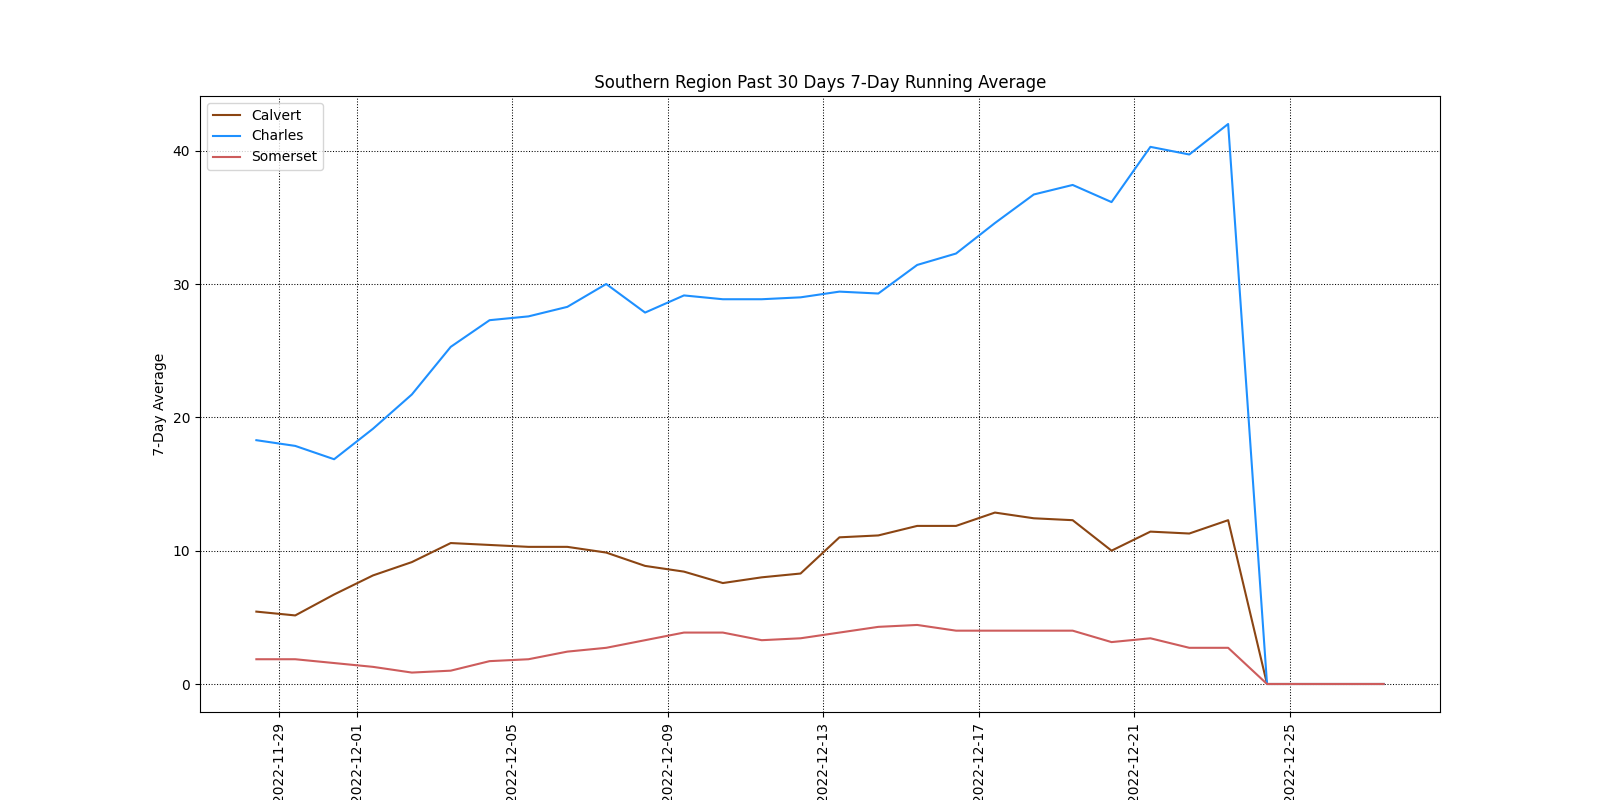 Southern Region Past 30 Days 7-Day Running Average
Calvert
Charles
Somerset
40
30
20
10
0
7-Day Average
2022-11-29
2022-12-01
2022-12-05
2022-12-09
2022-12-13
2022-12-17
2022-12-21
2022-12-25